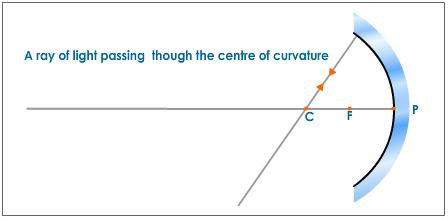 A ray of light passing though the centre of curvature
C F P